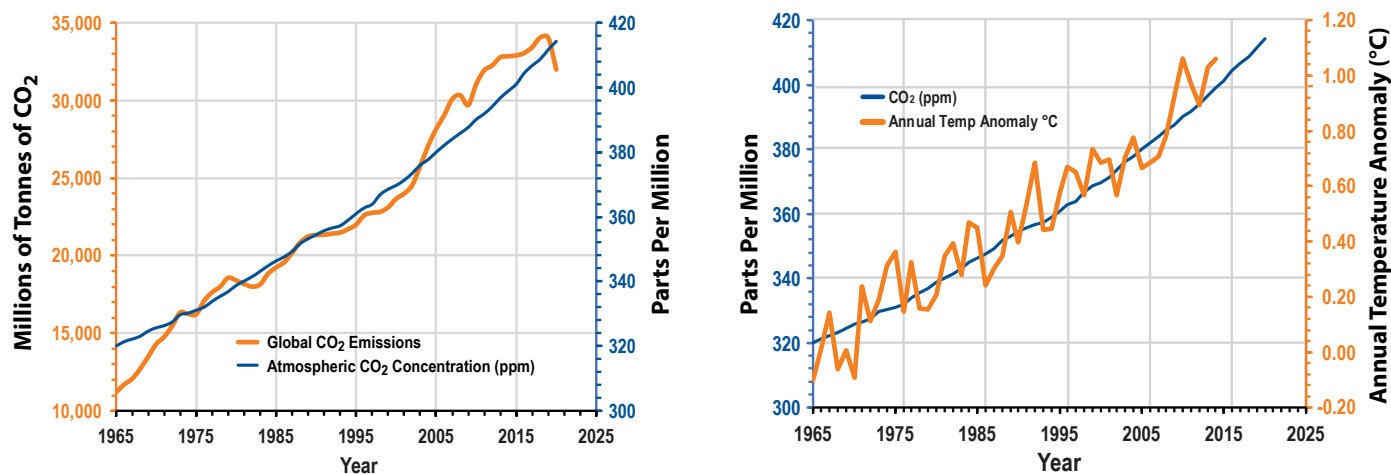 Millions of Tonnes of CO2
35,000
30,000
25,000
20,000
15,000
10,000
420
400
380
360
340
320
300
Parts Per Million
Global CO2 Emissions
Atmospheric CO2 Concentration (ppm)
1965 1975 1985 1995 2005 2015 2025
Year
Parts Per Million
420
400
380
360
340
320
300
1.20
1.00
0.80
0.60
0.40
0.20
0.00
-0.20
Annual Temperature Anomaly (°C)
CO2 (ppm)
Annual Temp Anomaly °C
1965 1975 1985 1995 2005 2015 2025
Year